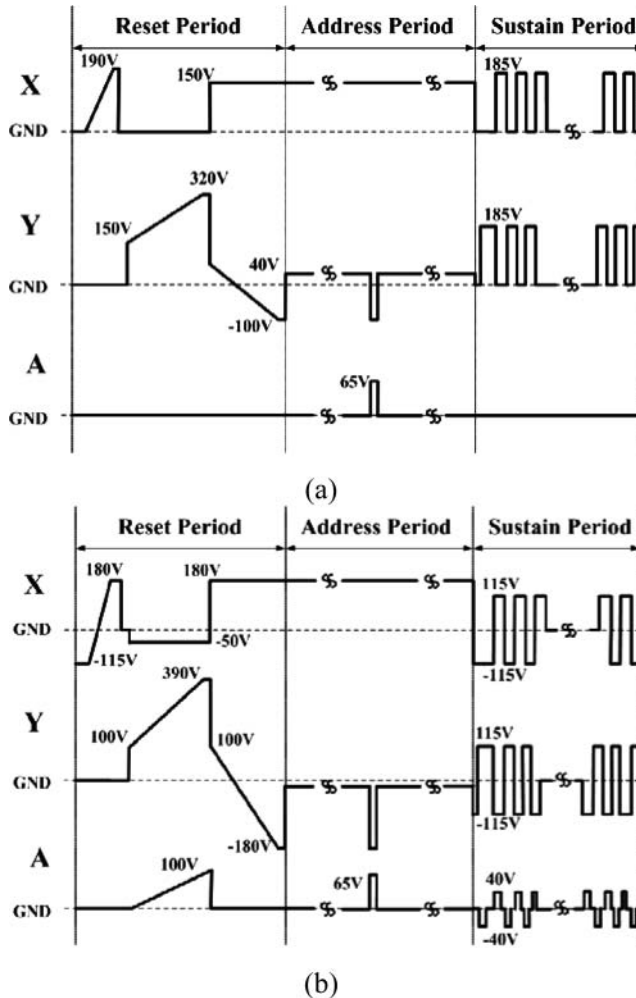 Reset Period Address Period Sustain Period
190V 150V 185V
X
GND
320V
Y 150V 185V
40V
GND
-100V
A
65V
GND
(a)
Reset Period Address Period Sustain Period
180V 180V 115V
X
GND
-50V
-115V -115V
390V
Y
100V 100V 115V
GND
-115V
-180V
A
100V 65V 40V
GND
-40V
(b)